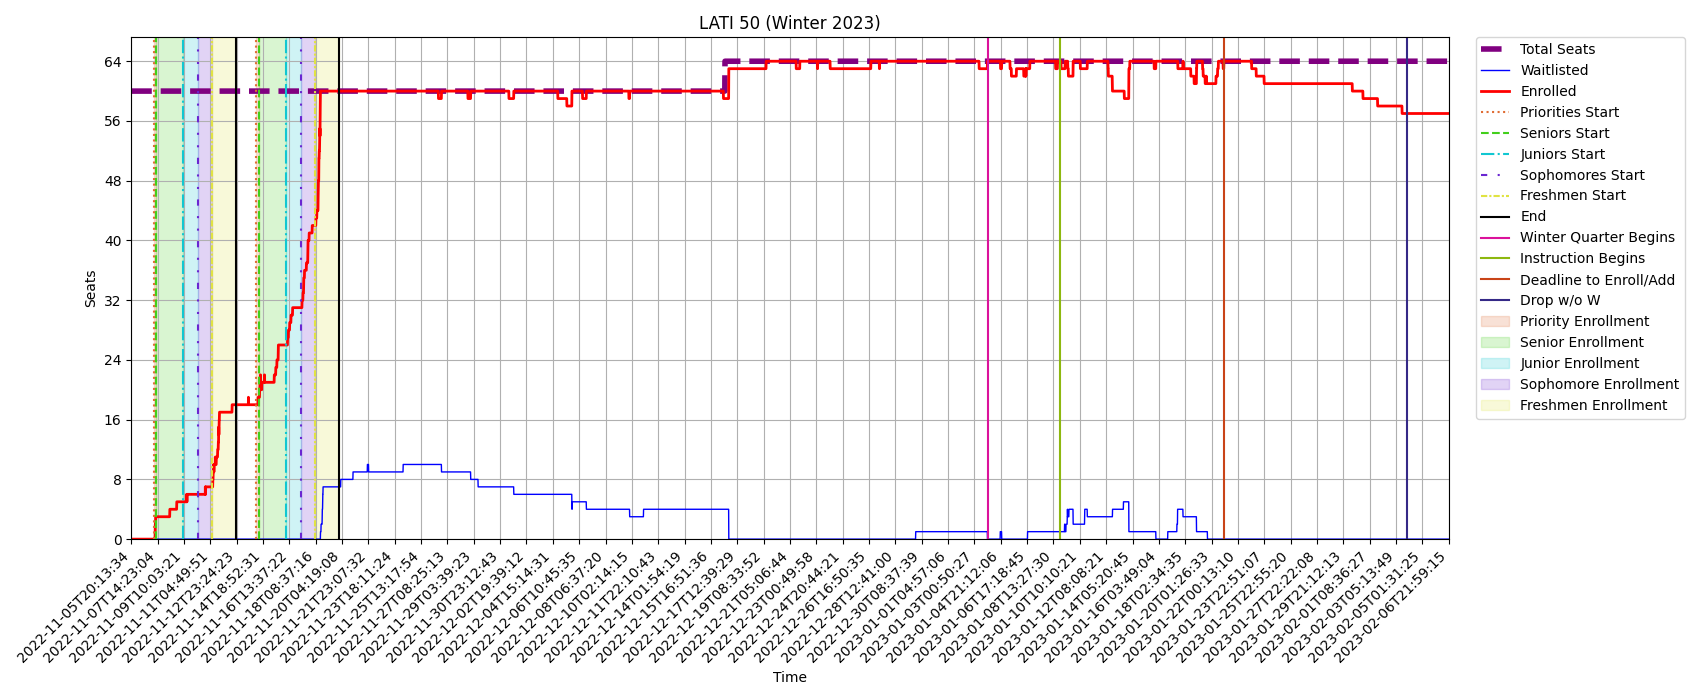 LATI 50 (Winter 2023)
Seats
64
56
48
40
32
24
16
8
0
2022-11-05T20:13:34
2022-11-07T14:23:04
2022-11-09T10:03:21
2022-11-11T04:49:51
2022-11-12T23:24:23
2022-11-14T18:52:31
2022-11-16T13:37:22
2022-11-18T08:37:16
2022-11-20T04:19:08
2022-11-21T23:07:32
2022-11-23T18:11:24
2022-11-25T13:17:54
2022-11-27T08:25:13
2022-11-29T03:39:23
2022-11-30T23:12:43
2022-12-02T19:39:12
2022-12-04T15:14:31
2022-12-06T10:45:35
2022-12-08T06:37:20
2022-12-10T02:14:15
2022-12-11T22:10:43
2022-12-14T01:54:19
2022-12-15T16:51:36
2022-12-17T12:39:23
2022-12-19T08:33:52
2022-12-21T05:06:44
2022-12-23T00:49:58
2022-12-24T20:44:21
2022-12-26T16:50:35
2022-12-28T12:41:00
2022-12-30T08:37:39
2023-01-01T04:57:06
2023-01-03T00:50:27
2023-01-04T21:12:06
2023-01-06T17:18:45
2023-01-08T13:27:30
2023-01-10T10:10:21
2023-01-12T08:08:21
2023-01-14T05:20:45
2023-01-16T03:49:04
2023-01-18T02:34:35
2023-01-20T01:26:33
2023-01-22T00:13:10
2023-01-23T22:51:07
2023-01-25T22:55:20
2023-01-27T22:22:08
2023-01-29T21:12:13
2023-02-01T08:36:27
2023-02-03T05:13:49
2023-02-05T01:31:25
2023-02-06T21:59:15
Time
Total Seats
Waitlisted
Enrolled
Priorities Start
Seniors Start
Juniors Start
Sophomores Start
Freshmen Start
End
Winter Quarter Begins
Instruction Begins
Deadline to Enroll/Add
Drop w/o W
Priority Enrollment
Senior Enrollment
Junior Enrollment
Sophomore Enrollment
Freshmen Enrollment